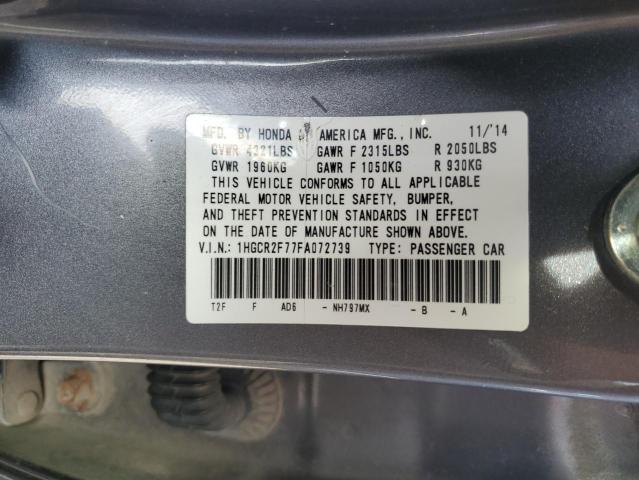 MFD. BY HONDA OF AMERICA MFG., INC. 11/'14
GVWR 4321LBS GAWR F 2315LBS R 2050LBS
GVWR 1960KG GAWR F 1050KG R 930KG
THIS VEHICLE CONFORMS TO ALL APPLICABLE
FEDERAL MOTOR VEHICLE SAFETY, BUMPER,
AND THEFT PREVENTION STANDARDS IN EFFECT
ON THE DATE OF MANUFACTURE SHOWN ABOVE.
V.I.N.: 1HGCR2F77FA072739 TYPE: PASSENGER CAR
T2F F AD6 - NH797MX - B - A